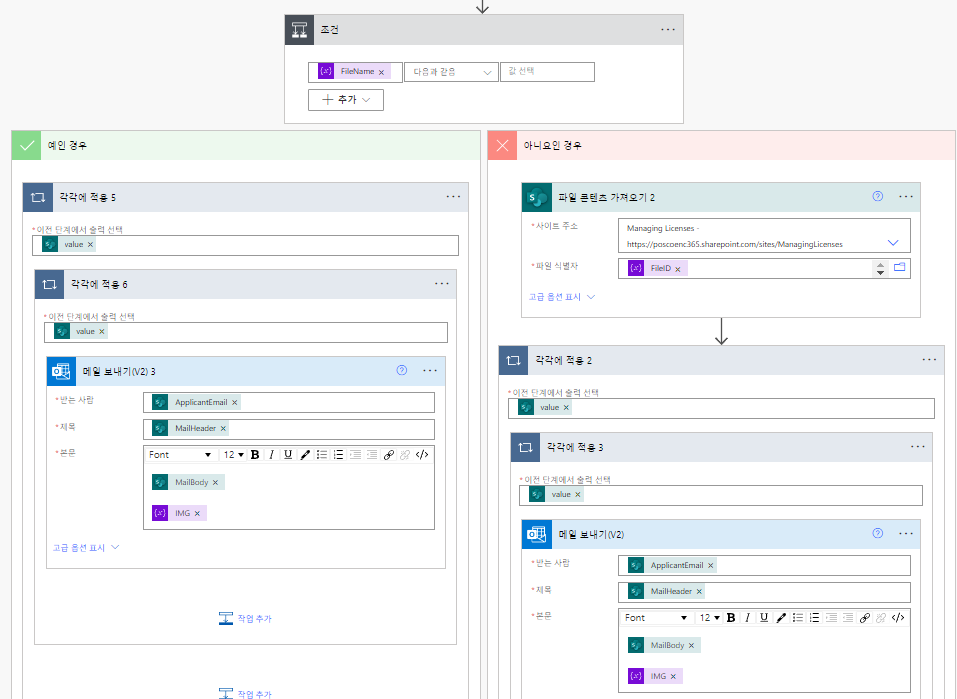 조건
FileName ×
다음과 같음
값 선택
추가
예인 경우
아니요인 경우
각각에 적용 5
*이전 단계에서 출력 선택
value ×
각각에 적용 6
*이전 단계에서 출력 선택
value ×
메일 보내기(V2) 3
*받는 사람
ApplicantEmail ×
*제목
MailHeader ×
*본문
Font 12 B I U </>
MailBody ×
{x} IMG ×
고급 옵션 표시
작업 추가
작업 추가
파일 콘텐츠 가져오기 2
*사이트 주소
Managing Licenses -
https://poscoenc365.sharepoint.com/sites/ManagingLicenses
*파일 식별자
{x} FileID ×
고급 옵션 표시
각각에 적용 2
*이전 단계에서 출력 선택
value ×
각각에 적용 3
*이전 단계에서 출력 선택
value ×
메일 보내기(V2)
*받는 사람
ApplicantEmail ×
*제목
MailHeader ×
*본문
Font 12 B I U </>
MailBody ×
{x} IMG ×